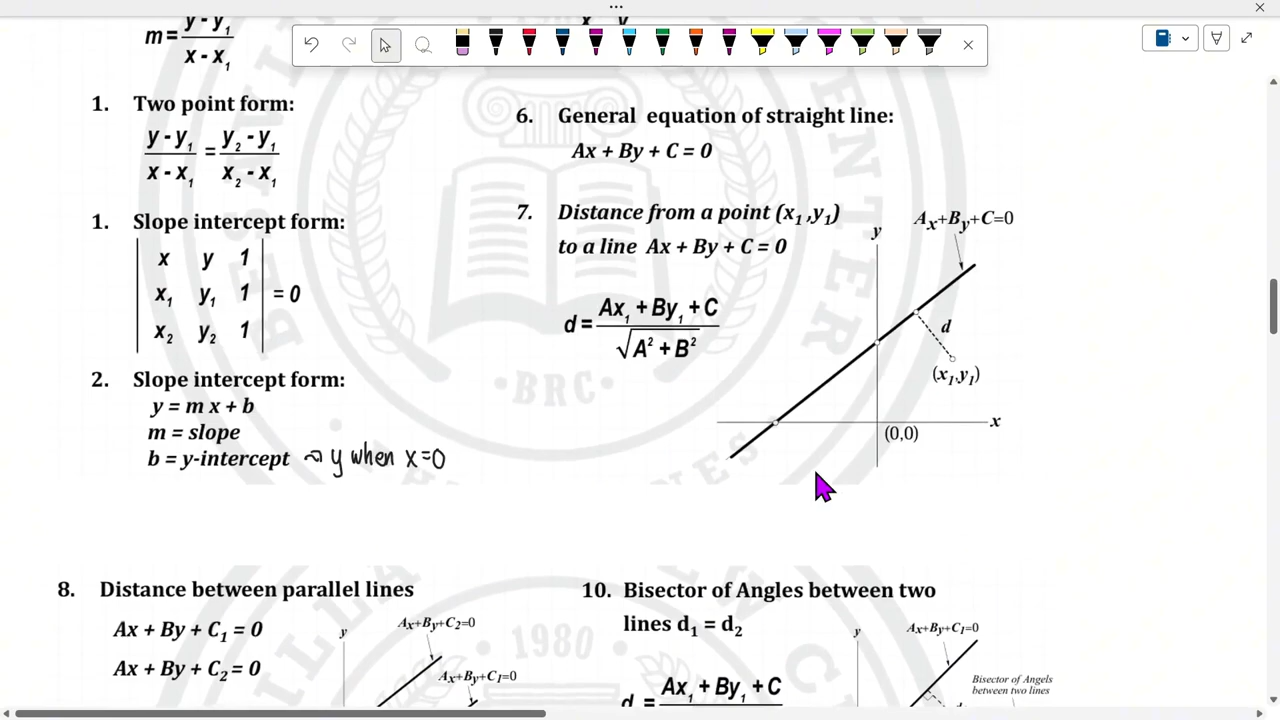 m = y - y₁ / x - x₁
1. Two point form:
y - y₁ / x - x₁ = y₂ - y₁ / x₂ - x₁
1. Slope intercept form:
| x y 1 |
| x₁ y₁ 1 | = 0
| x₂ y₂ 1 |
2. Slope intercept form:
y = m x + b
m = slope
b = y-intercept → y when x=0
6. General equation of straight line:
Ax + By + C = 0
7. Distance from a point (x₁,y₁)
to a line Ax + By + C = 0
d = Ax₁ + By₁ + C / √A² + B²
y
Aₓ+Bᵧ+C=0
d
(x₁,y₁)
x
(0,0)
8. Distance between parallel lines
Ax + By + C₁ = 0
Ax + By + C₂ = 0
y
Ax+By+C₂=0
Ax+By+C₁=0
10. Bisector of Angles between two
lines d₁ = d₂
d = Ax₁ + By₁ + C
y
Ax+By+C₁=0
Bisector of Angels
between two lines
· BRC ·
1980